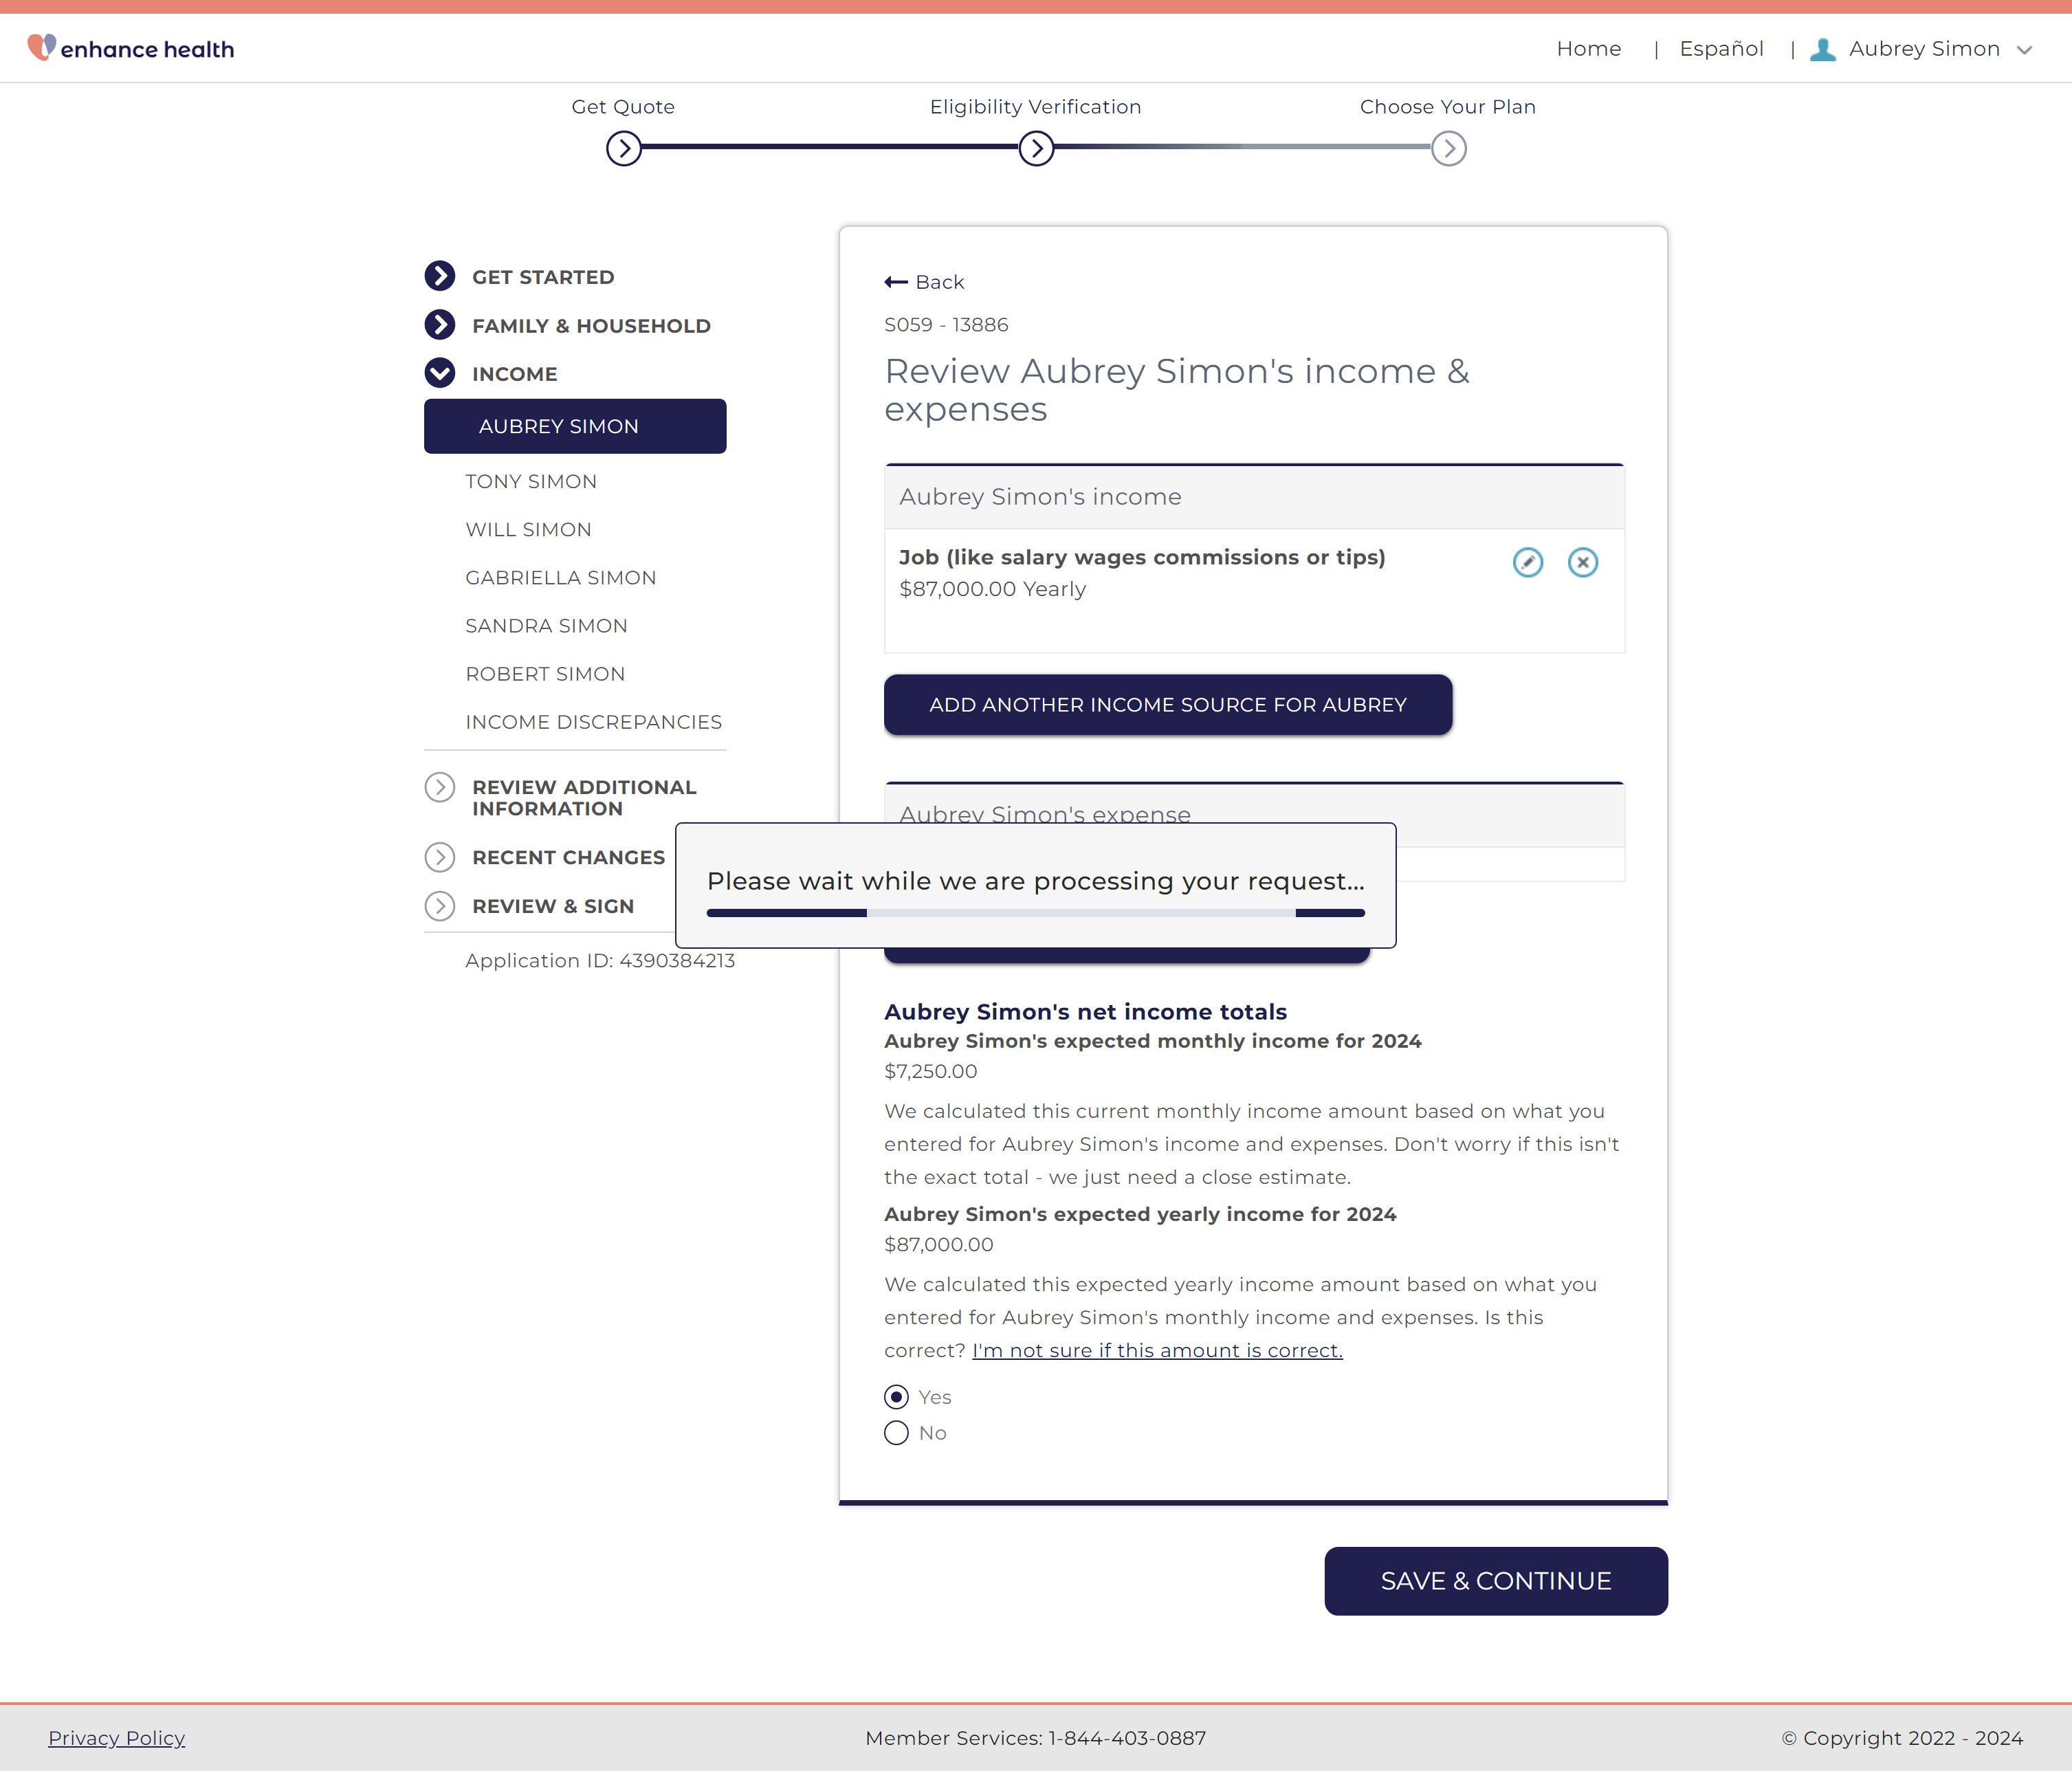 enhance health
Home | Español | Aubrey Simon
Get Quote
Eligibility Verification
Choose Your Plan
GET STARTED
FAMILY & HOUSEHOLD
INCOME
AUBREY SIMON
TONY SIMON
WILL SIMON
GABRIELLA SIMON
SANDRA SIMON
ROBERT SIMON
INCOME DISCREPANCIES
REVIEW ADDITIONAL
INFORMATION
RECENT CHANGES
REVIEW & SIGN
Application ID: 4390384213
Back
S059 - 13886
Review Aubrey Simon's income &
expenses
Aubrey Simon's income
Job (like salary wages commissions or tips)
$87,000.00 Yearly
ADD ANOTHER INCOME SOURCE FOR AUBREY
Aubrey Simon's expense
Please wait while we are processing your request...
Aubrey Simon's net income totals
Aubrey Simon's expected monthly income for 2024
$7,250.00
We calculated this current monthly income amount based on what you
entered for Aubrey Simon's income and expenses. Don't worry if this isn't
the exact total - we just need a close estimate.
Aubrey Simon's expected yearly income for 2024
$87,000.00
We calculated this expected yearly income amount based on what you
entered for Aubrey Simon's monthly income and expenses. Is this
correct? I'm not sure if this amount is correct.
Yes
No
SAVE & CONTINUE
Privacy Policy
Member Services: 1-844-403-0887
© Copyright 2022 - 2024